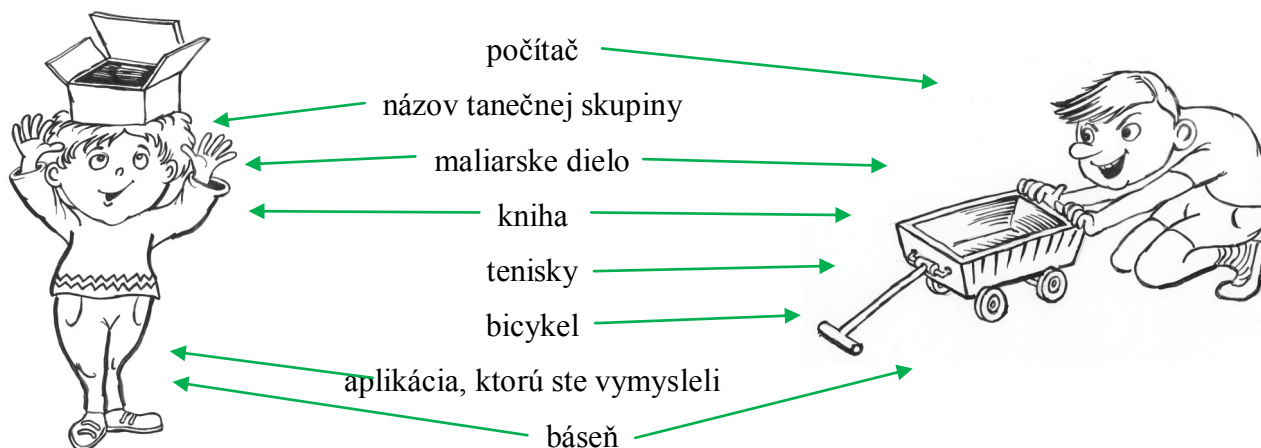 počítač
názov tanečnej skupiny
maliarske dielo
kniha
tenisky
bicykel
aplikácia, ktorú ste vymysleli
báseň